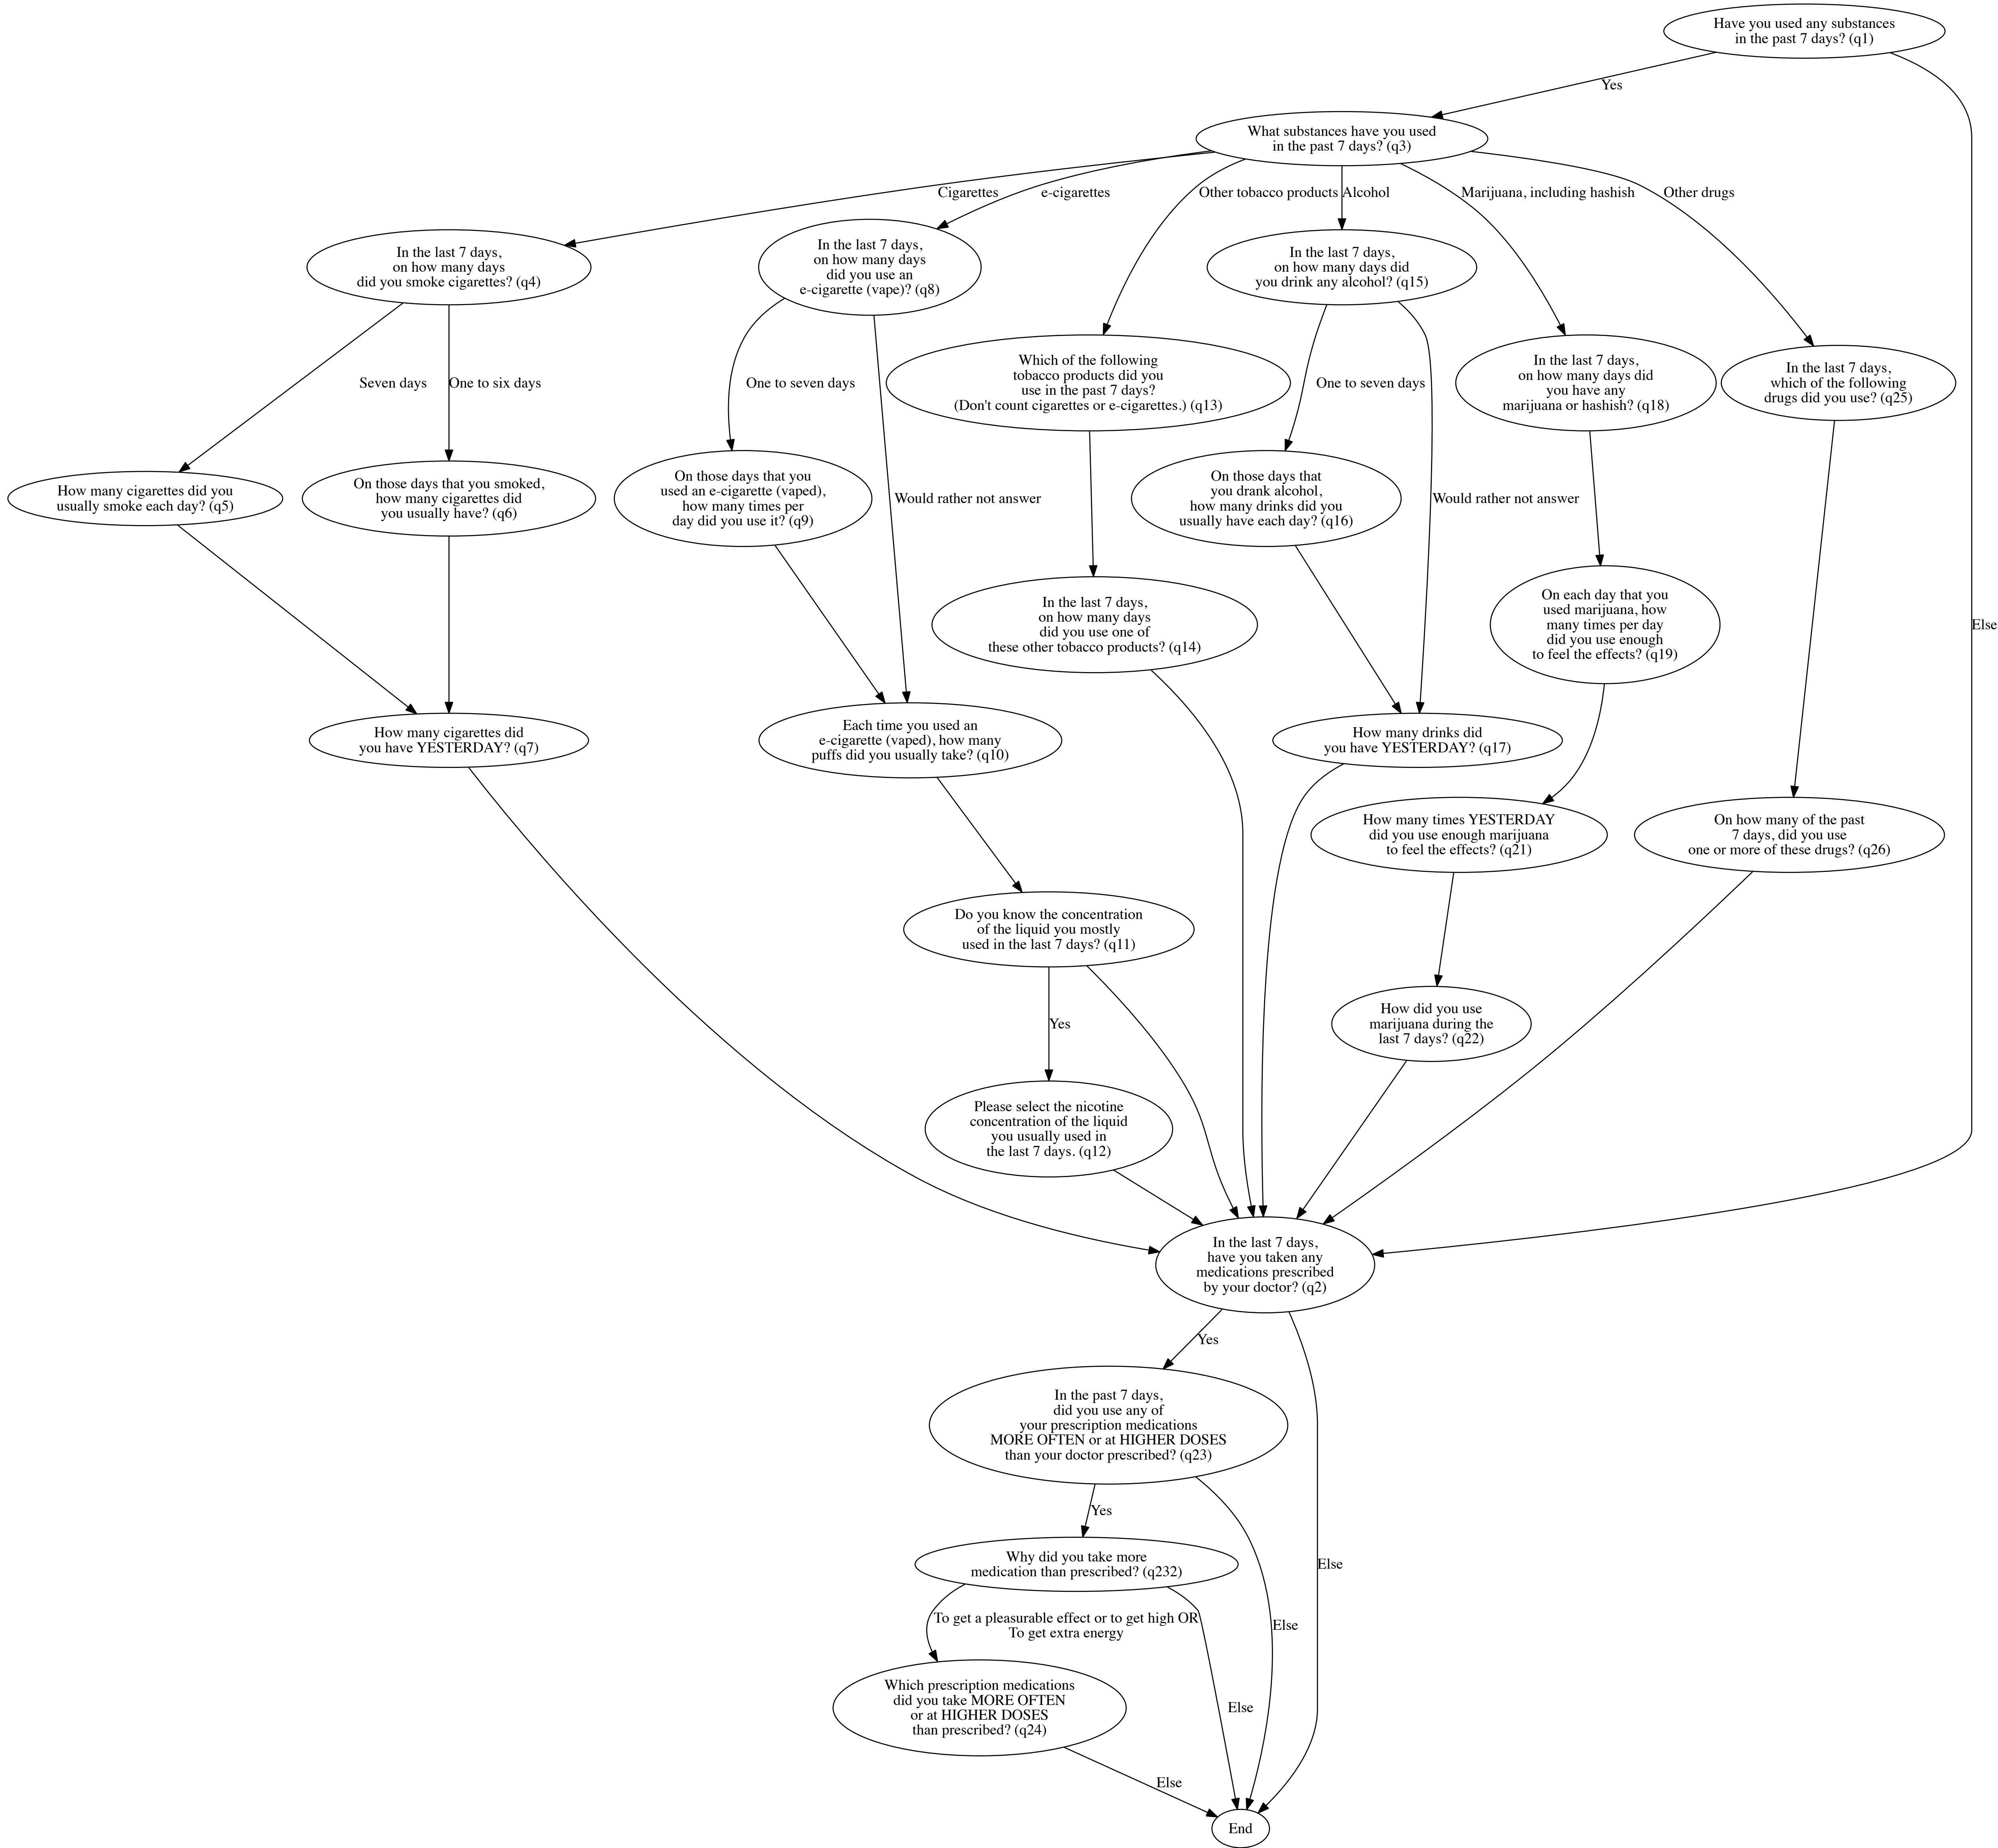 Have you used any substances
in the past 7 days? (q1)
Yes
What substances have you used
in the past 7 days? (q3)
Cigarettes
e-cigarettes
Other tobacco products
Alcohol
Marijuana, including hashish
Other drugs
In the last 7 days,
on how many days
did you smoke cigarettes? (q4)
In the last 7 days,
on how many days
did you use an
e-cigarette (vape)? (q8)
In the last 7 days,
on how many days did
you drink any alcohol? (q15)
Seven days
One to six days
One to seven days
Which of the following
tobacco products did you
use in the past 7 days?
(Don't count cigarettes or e-cigarettes.) (q13)
One to seven days
In the last 7 days,
on how many days did
you have any
marijuana or hashish? (q18)
In the last 7 days,
which of the following
drugs did you use? (q25)
How many cigarettes did you
usually smoke each day? (q5)
On those days that you smoked,
how many cigarettes did
you usually have? (q6)
On those days that you
used an e-cigarette (vaped),
how many times per
day did you use it? (q9)
Would rather not answer
On those days that
you drank alcohol,
how many drinks did you
usually have each day? (q16)
Would rather not answer
In the last 7 days,
on how many days
did you use one of
these other tobacco products? (q14)
On each day that you
used marijuana, how
many times per day
did you use enough
to feel the effects? (q19)
Else
How many cigarettes did
you have YESTERDAY? (q7)
Each time you used an
e-cigarette (vaped), how many
puffs did you usually take? (q10)
How many drinks did
you have YESTERDAY? (q17)
How many times YESTERDAY
did you use enough marijuana
to feel the effects? (q21)
On how many of the past
7 days, did you use
one or more of these drugs? (q26)
Do you know the concentration
of the liquid you mostly
used in the last 7 days? (q11)
Yes
How did you use
marijuana during the
last 7 days? (q22)
Please select the nicotine
concentration of the liquid
you usually used in
the last 7 days. (q12)
In the last 7 days,
have you taken any
medications prescribed
by your doctor? (q2)
Yes
In the past 7 days,
did you use any of
your prescription medications
MORE OFTEN or at HIGHER DOSES
than your doctor prescribed? (q23)
Yes
Why did you take more
medication than prescribed? (q232)
Else
To get a pleasurable effect or to get high OR
To get extra energy
Else
Which prescription medications
did you take MORE OFTEN
or at HIGHER DOSES
than prescribed? (q24)
Else
Else
End